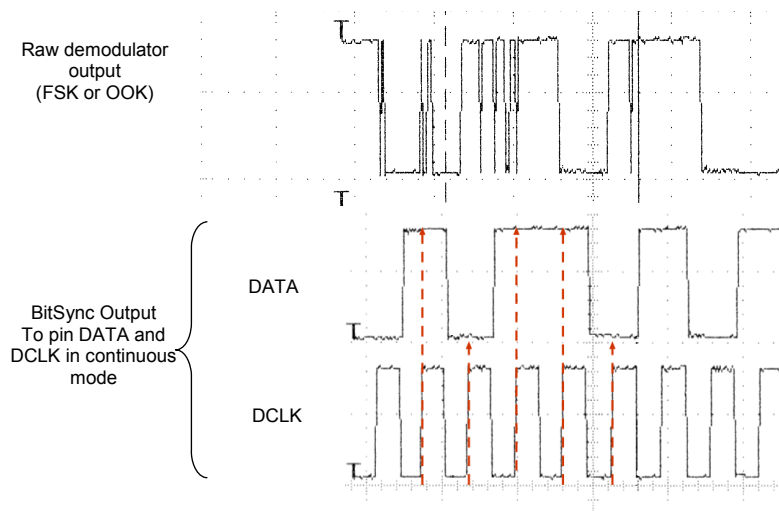 Raw demodulator
output
(FSK or OOK)
BitSync Output
To pin DATA and
DCLK in continuous
mode
DATA
DCLK